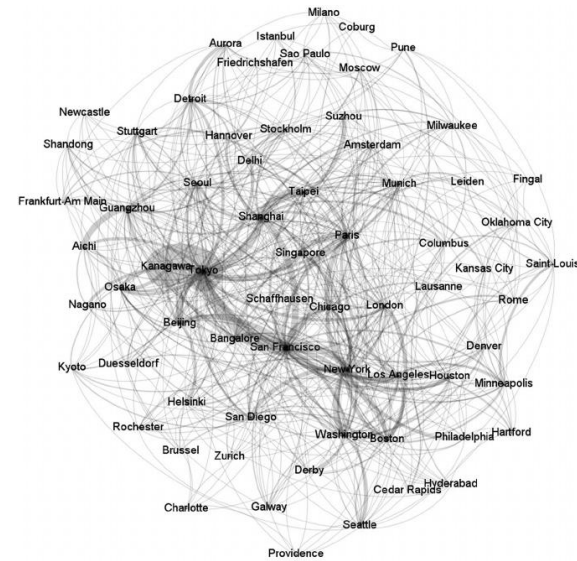 Milano
Coburg
Istanbul
Aurora
Sao Paulo
Pune
Friedrichshafen
Moscow
Detroit
Newcastle
Suzhou
Stuttgart
Hannover
Stockholm
Milwaukee
Shandong
Amsterdam
Delhi
Seoul
Taipei
Munich
Leiden
Fingal
Frankfurt-Am Main
Guangzhou
Shanghai
Oklahoma City
Paris
Aichi
Singapore
Columbus
Kanagawa
Tokyo
Kansas City
Saint-Louis
Osaka
Lausanne
Nagano
Schaffhausen
Chicago
London
Rome
Beijing
Bangalore
San Francisco
Denver
Kyoto
Duesseldorf
New York
Los Angeles
Houston
Minneapolis
Helsinki
San Diego
Rochester
Washington
Boston
Philadelphia
Hartford
Brussel
Zurich
Derby
Cedar Rapids
Hyderabad
Charlotte
Galway
Seattle
Providence